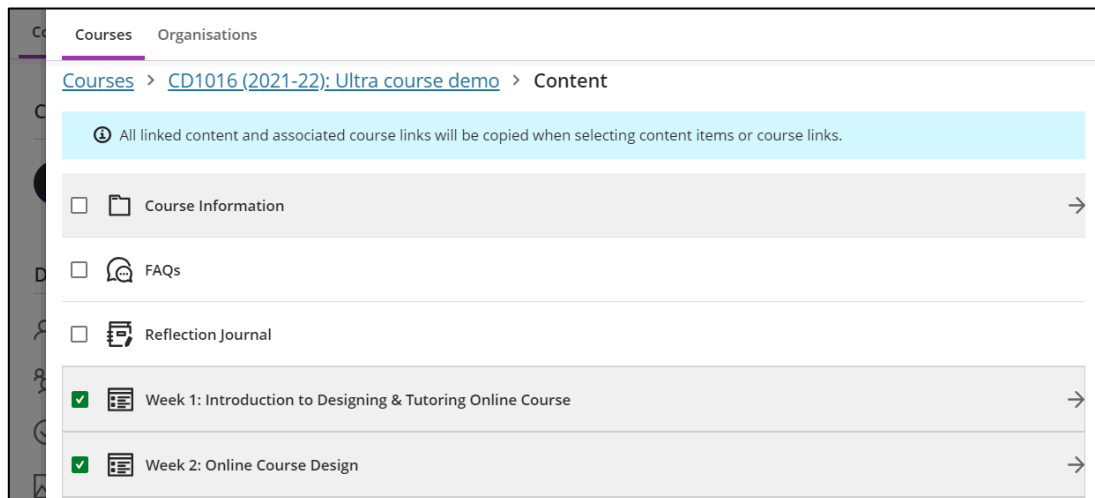 Courses Organisations
Courses > CD1016 (2021-22): Ultra course demo > Content
All linked content and associated course links will be copied when selecting content items or course links.
Course Information
FAQs
Reflection Journal
Week 1: Introduction to Designing & Tutoring Online Course
Week 2: Online Course Design